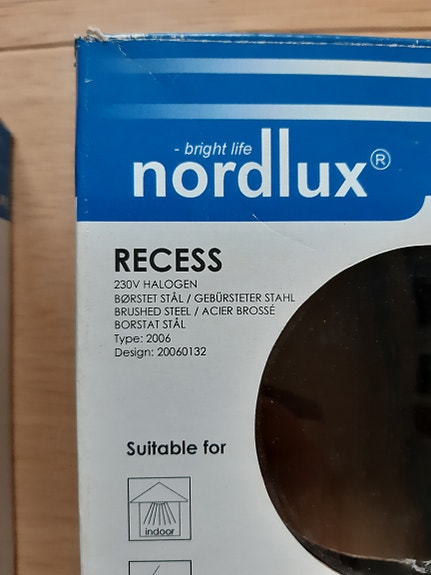 - bright life
nordlux®
RECESS
230V HALOGEN
BØRSTET STÅL / GEBÜRSTETER STAHL
BRUSHED STEEL / ACIER BROSSÉ
BORSTAT STÅL
Type: 2006
Design: 20060132
Suitable for
indoor